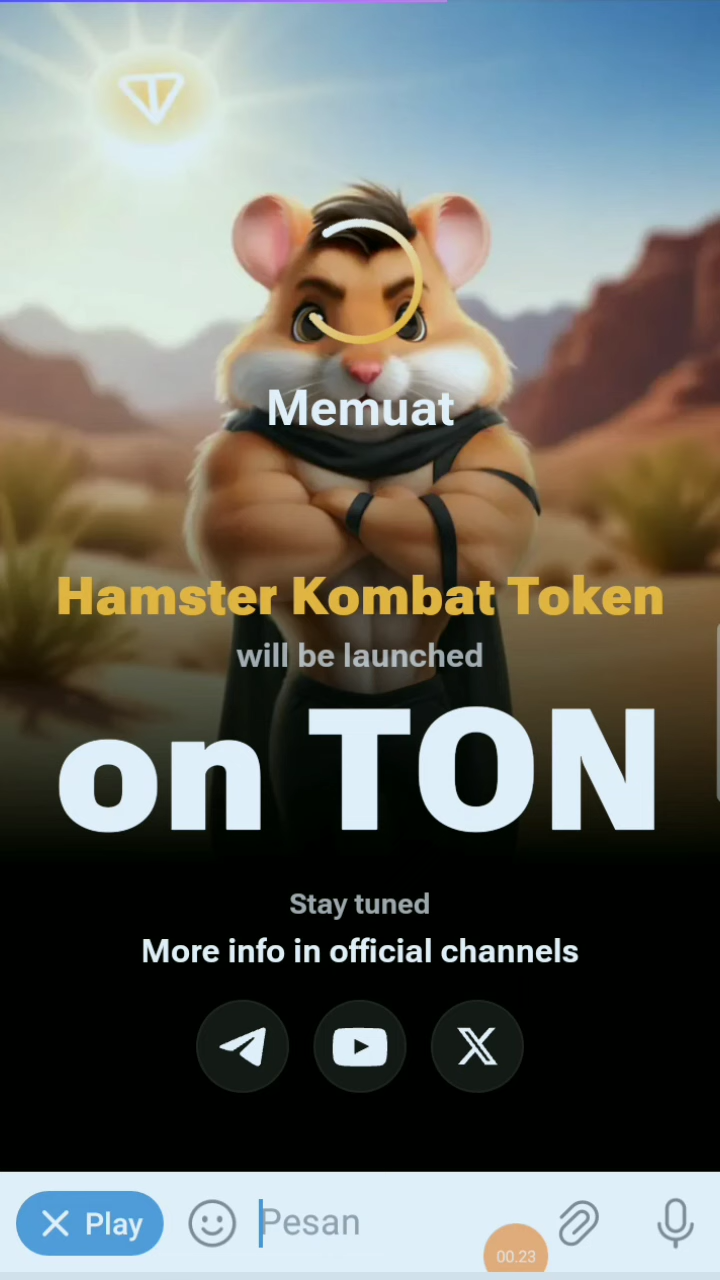 Memuat
Hamster Kombat Token
will be launched
on TON
Stay tuned
More info in official channels
Play
Pesan
00.23